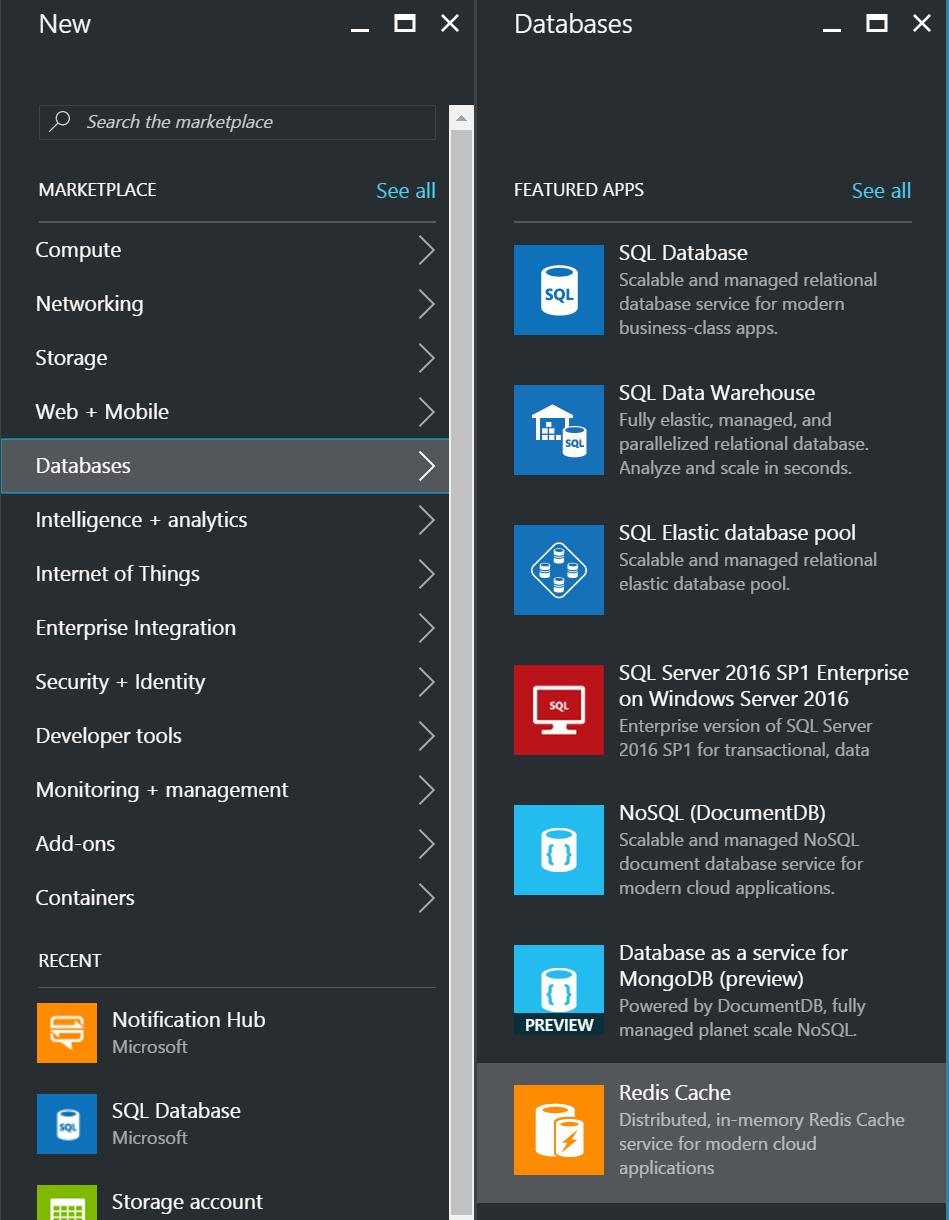 New
Search the marketplace
MARKETPLACE See all
Compute
Networking
Storage
Web + Mobile
Databases
Intelligence + analytics
Internet of Things
Enterprise Integration
Security + Identity
Developer tools
Monitoring + management
Add-ons
Containers
RECENT
Notification Hub
Microsoft
SQL
SQL Database
Microsoft
Storage account
Databases
FEATURED APPS See all
SQL
SQL Database
Scalable and managed relational
database service for modern
business-class apps.
SQL
SQL Data Warehouse
Fully elastic, managed, and
parallelized relational database.
Analyze and scale in seconds.
SQL Elastic database pool
Scalable and managed relational
elastic database pool.
SQL
SQL Server 2016 SP1 Enterprise
on Windows Server 2016
Enterprise version of SQL Server
2016 SP1 for transactional, data
{ }
NoSQL (DocumentDB)
Scalable and managed NoSQL
document database service for
modern cloud applications.
{ }
PREVIEW
Database as a service for
MongoDB (preview)
Powered by DocumentDB, fully
managed planet scale NoSQL.
Redis Cache
Distributed, in-memory Redis Cache
service for modern cloud
applications